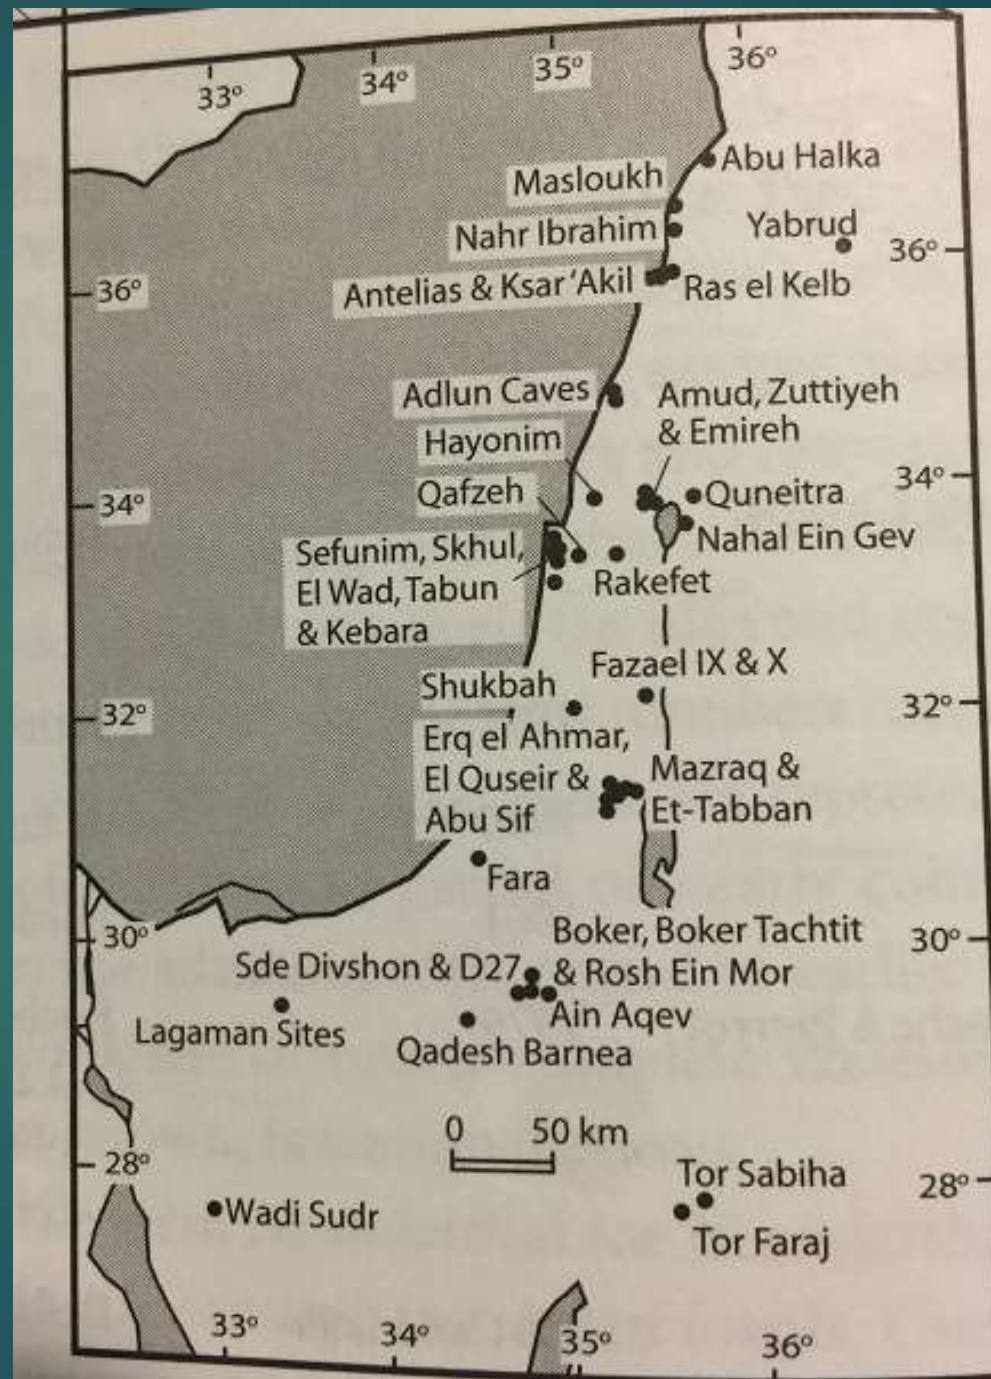 33°
34°
35°
36°
Abu Halka
Masloukh
Nahr Ibrahim
Yabrud
36°
36°
Antelias & Ksar ‘Akil
Ras el Kelb
Adlun Caves
Amud, Zuttiyeh
& Emireh
Hayonim
Qafzeh
34°
34°
Quneitra
Nahal Ein Gev
Sefunim, Skhul,
El Wad, Tabun
& Kebara
Rakefet
Fazael IX & X
Shukbah
32°
32°
Erq el Ahmar,
El Quseir &
Abu Sif
Mazraq &
Et-Tabban
Fara
30°
30°
Boker, Boker Tachtit
& Rosh Ein Mor
Sde Divshon & D27
Ain Aqev
Lagaman Sites
Qadesh Barnea
0 50 km
28°
28°
Tor Sabiha
Wadi Sudr
Tor Faraj
33°
34°
35°
36°